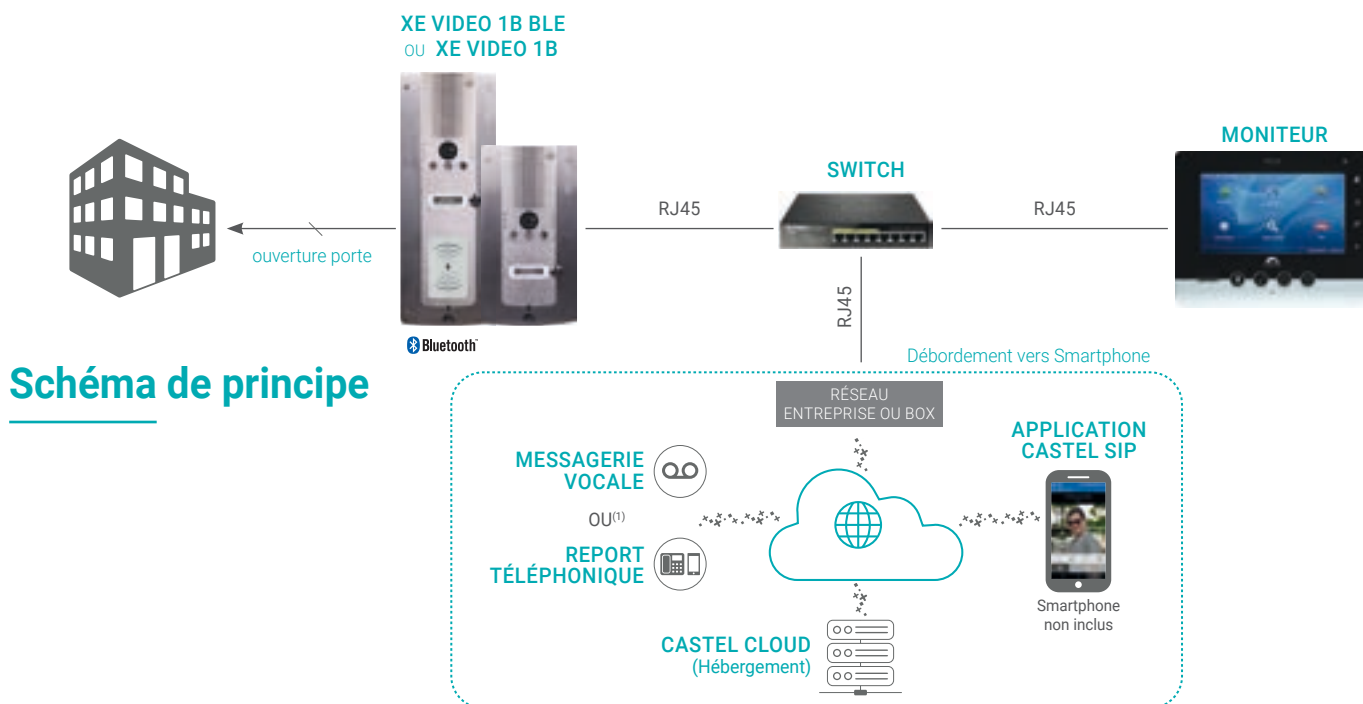 XE VIDEO 1B BLE
OU XE VIDEO 1B
MONITEUR
SWITCH
RJ45
RJ45
ouverture porte
RJ45
Bluetooth
Schéma de principe
Débordement vers Smartphone
RÉSEAU
ENTREPRISE OU BOX
APPLICATION
CASTEL SIP
MESSAGERIE
VOCALE
OU(1)
REPORT
TÉLÉPHONIQUE
Smartphone
non inclus
CASTEL CLOUD
(Hébergement)